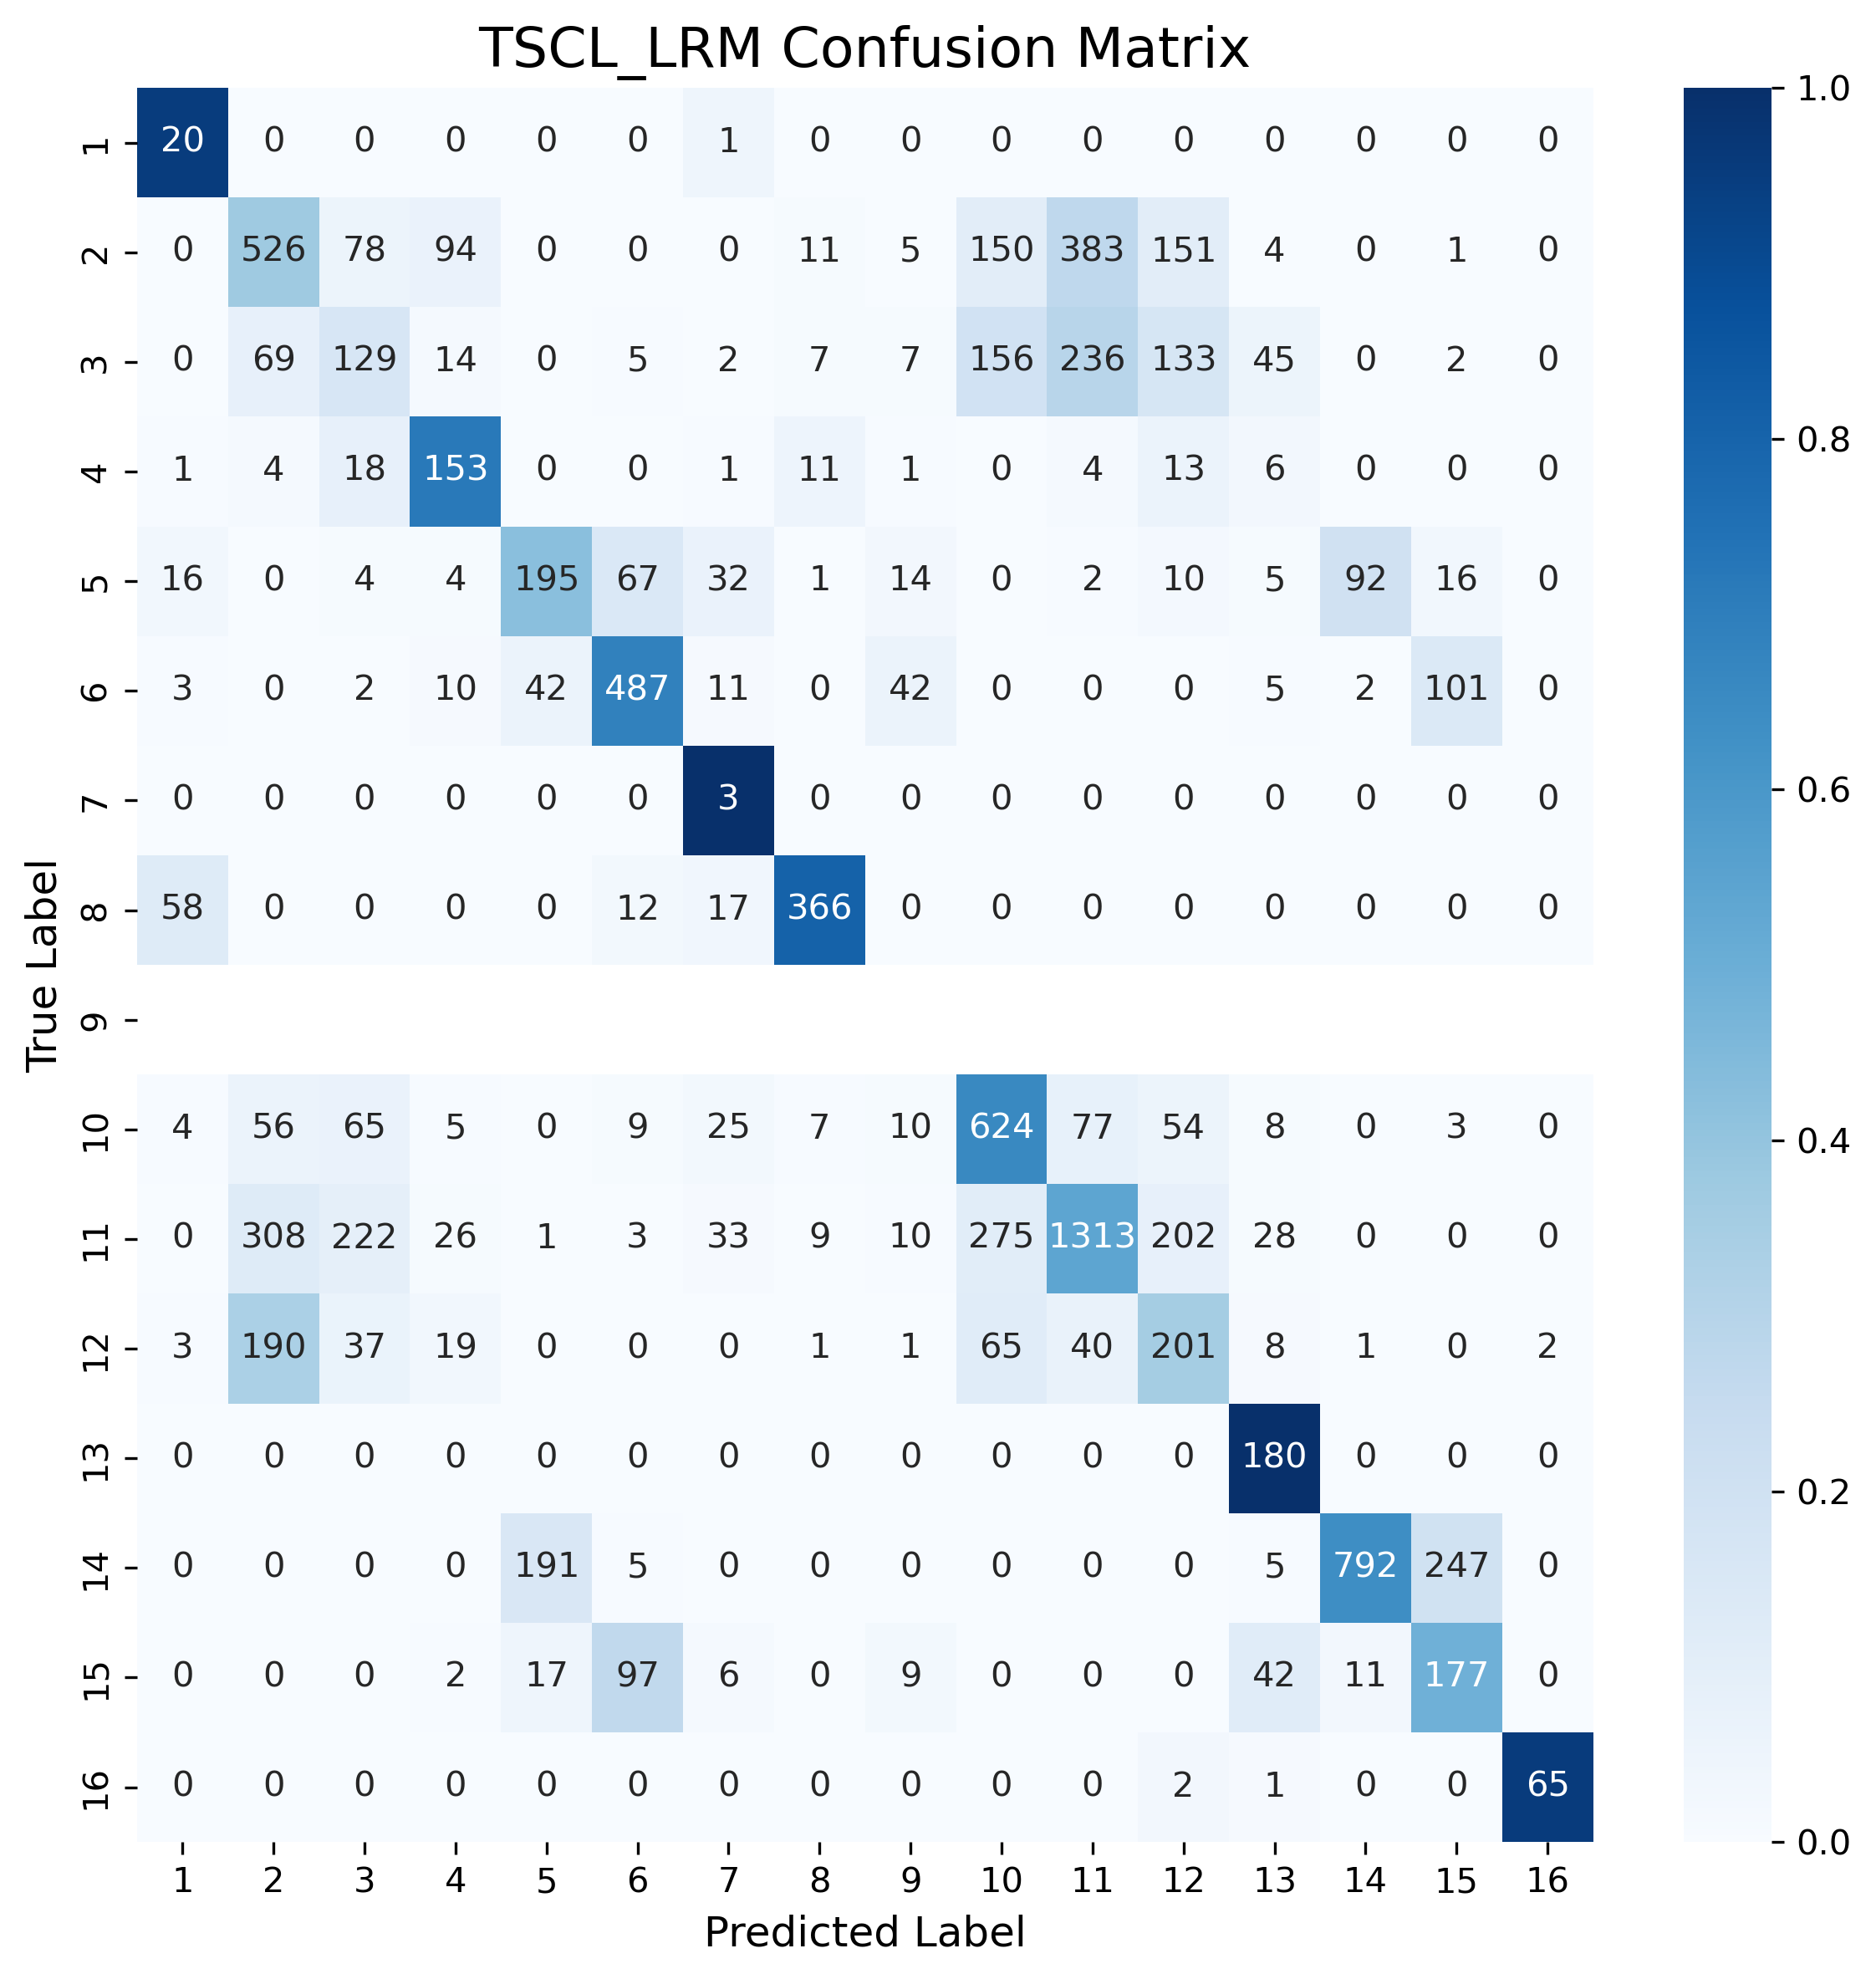 TSCL_LRM Confusion Matrix
1 20 0 0 0 0 0 1 0 0 0 0 0 0 0 0 0
2 0 526 78 94 0 0 0 11 5 150 383 151 4 0 1 0
3 0 69 129 14 0 5 2 7 7 156 236 133 45 0 2 0
4 1 4 18 153 0 0 1 11 1 0 4 13 6 0 0 0
5 16 0 4 4 195 67 32 1 14 0 2 10 5 92 16 0
6 3 0 2 10 42 487 11 0 42 0 0 0 5 2 101 0
7 0 0 0 0 0 0 3 0 0 0 0 0 0 0 0 0
8 58 0 0 0 0 12 17 366 0 0 0 0 0 0 0 0
9
10 4 56 65 5 0 9 25 7 10 624 77 54 8 0 3 0
11 0 308 222 26 1 3 33 9 10 275 1313 202 28 0 0 0
12 3 190 37 19 0 0 0 1 1 65 40 201 8 1 0 2
13 0 0 0 0 0 0 0 0 0 0 0 0 180 0 0 0
14 0 0 0 0 191 5 0 0 0 0 0 0 5 792 247 0
15 0 0 0 2 17 97 6 0 9 0 0 0 42 11 177 0
16 0 0 0 0 0 0 0 0 0 0 0 2 1 0 0 65
1 2 3 4 5 6 7 8 9 10 11 12 13 14 15 16
Predicted Label
True Label
1.0
0.8
0.6
0.4
0.2
0.0